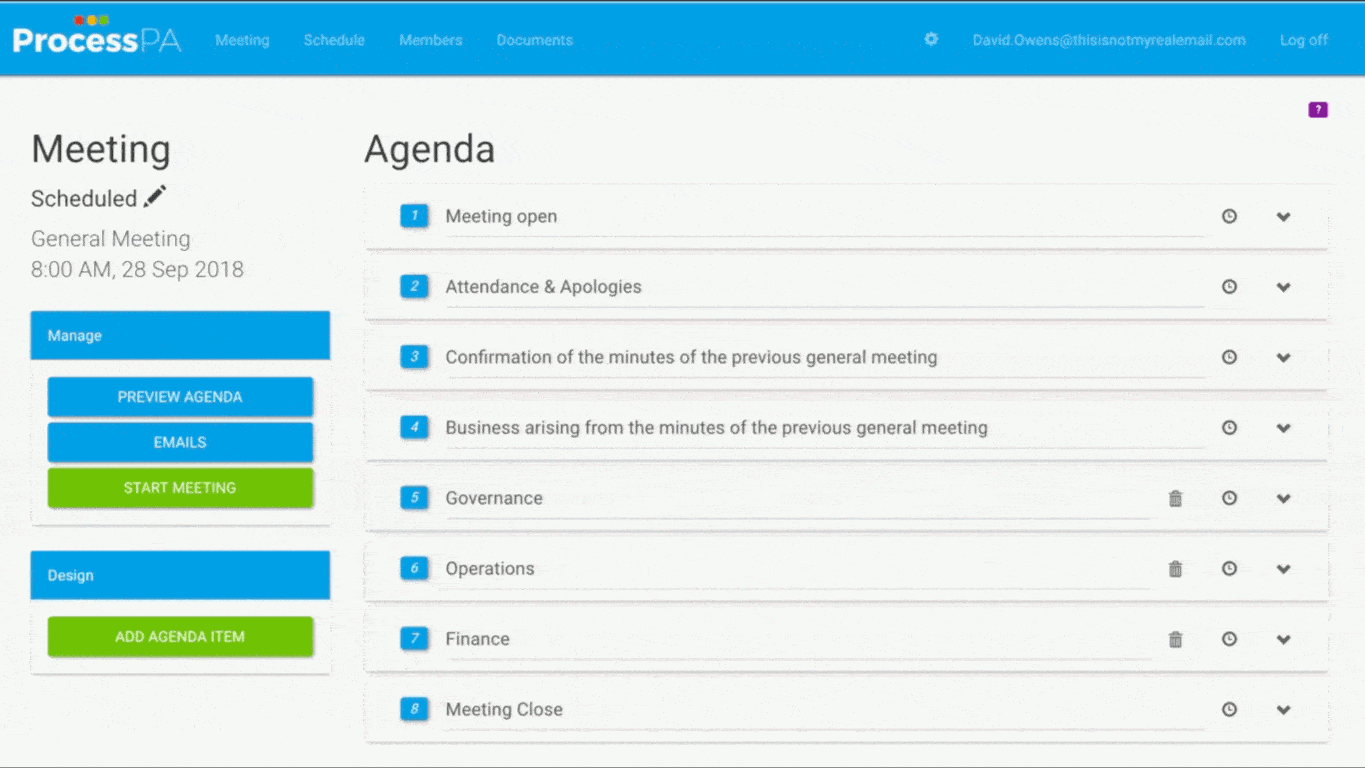 ProcessPA Meeting Schedule Members Documents David.Owens@thisisnotmyrealemail.com Log off
?
Meeting
Scheduled
General Meeting
8:00 AM, 28 Sep 2018
Manage
PREVIEW AGENDA
EMAILS
START MEETING
Design
ADD AGENDA ITEM
Agenda
1 Meeting open
2 Attendance & Apologies
3 Confirmation of the minutes of the previous general meeting
4 Business arising from the minutes of the previous general meeting
5 Governance
6 Operations
7 Finance
8 Meeting Close